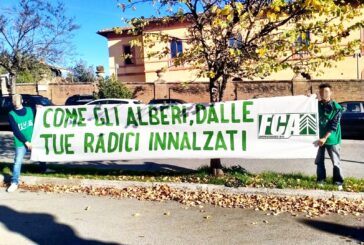 COME GLI ALBERI, DALLE
TUE RADICI INNALZATI
FCA